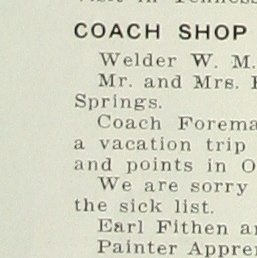 COACH SHOP
Welder W. M.
Mr. and Mrs.
Springs.
Coach Forema
a vacation trip
and points in O
We are sorry
the sick list.
Earl Fithen
Painter Appre